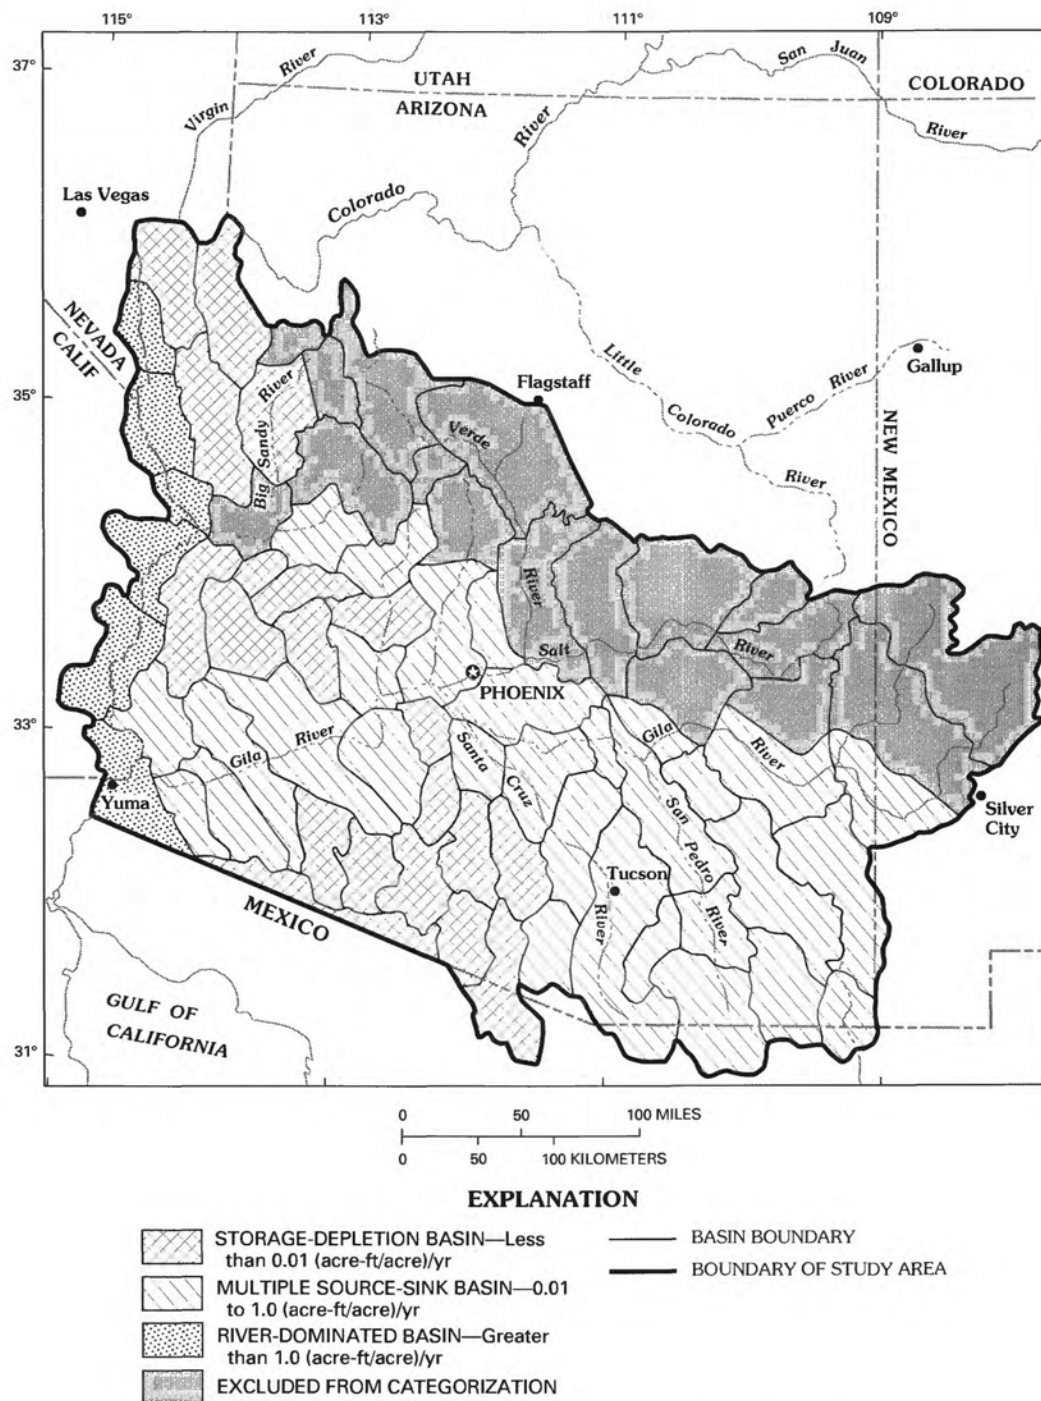 115°
113°
111°
109°
37°
35°
33°
31°
Virgin
River
UTAH
ARIZONA
River
San
Juan
COLORADO
River
Las Vegas
Colorado
NEVADA
CALIF
Big
Sandy
River
Verde
Flagstaff
Little
Colorado
River
Puerco
River
Gallup
NEW MEXICO
River
Salt
River
PHOENIX
Gila
River
Santa
Cruz
River
Gila
River
San
Pedro
River
Tucson
Yuma
Silver
City
MEXICO
GULF OF
CALIFORNIA
0 50 100 MILES
0 50 100 KILOMETERS
EXPLANATION
STORAGE-DEPLETION BASIN—Less
than 0.01 (acre-ft/acre)/yr
MULTIPLE SOURCE-SINK BASIN—0.01
to 1.0 (acre-ft/acre)/yr
RIVER-DOMINATED BASIN—Greater
than 1.0 (acre-ft/acre)/yr
EXCLUDED FROM CATEGORIZATION
BASIN BOUNDARY
BOUNDARY OF STUDY AREA